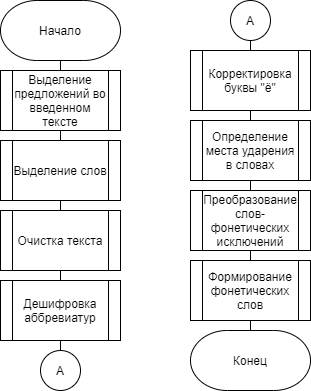 Начало
Выделение
предложений во
введенном
тексте
Выделение слов
Очистка текста
Дешифровка
аббревиатур
А
А
Корректировка
буквы "ё"
Определение
места ударения
в словах
Преобразование
слов-
фонетических
исключений
Формирование
фонетических
слов
Конец